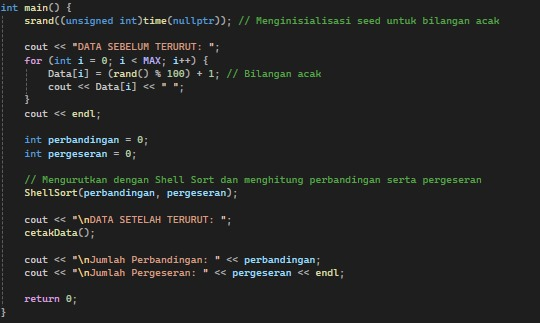 int main() {
    srand((unsigned int)time(nullptr)); // Menginisialisasi seed untuk bilangan acak

    cout << "DATA SEBELUM TERURUT: ";
    for (int i = 0; i < MAX; i++) {
        Data[i] = (rand() % 100) + 1; // Bilangan acak
        cout << Data[i] << " ";
    }
    cout << endl;

    int perbandingan = 0;
    int pergeseran = 0;

    // Mengurutkan dengan Shell Sort dan menghitung perbandingan serta pergeseran
    ShellSort(perbandingan, pergeseran);

    cout << "\nDATA SETELAH TERURUT: ";
    cetakData();

    cout << "\nJumlah Perbandingan: " << perbandingan;
    cout << "\nJumlah Pergeseran: " << pergeseran << endl;

    return 0;
}